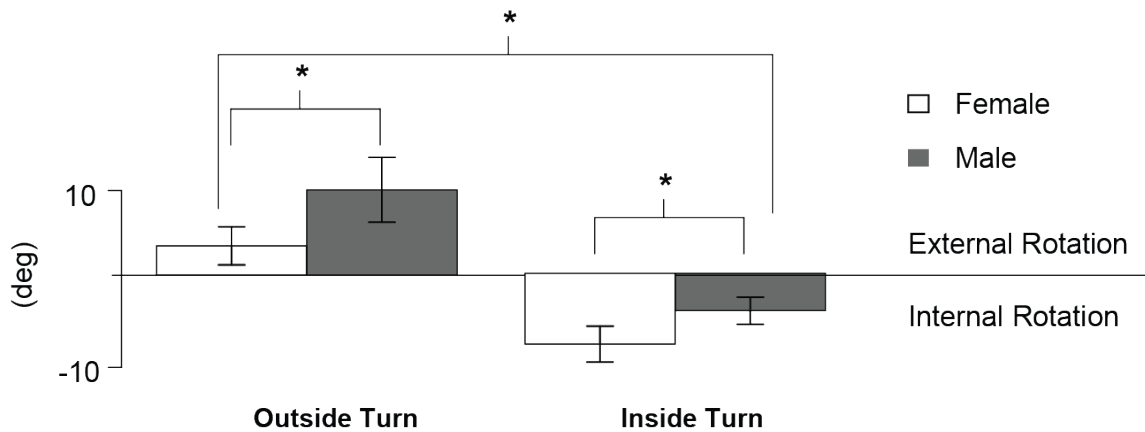 *
*
*
Female
Male
10
-10
(deg)
External Rotation
Internal Rotation
Outside Turn
Inside Turn